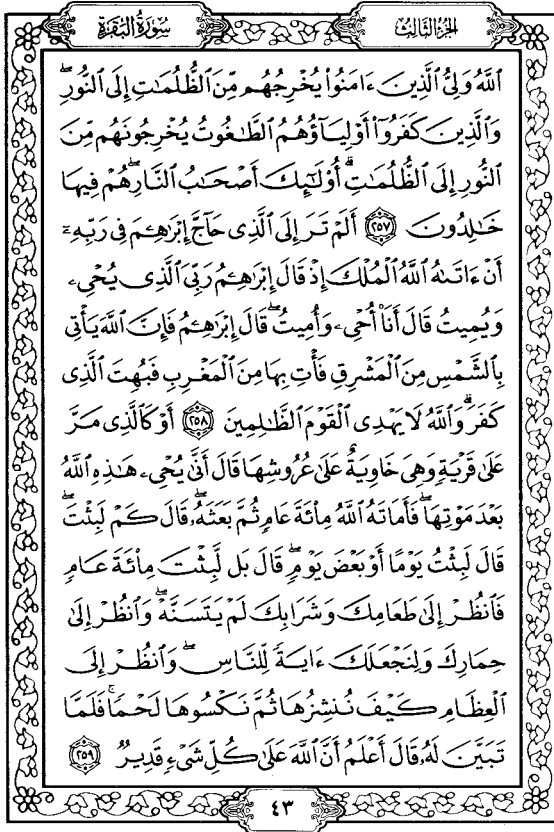 الجزء الثالث
سورة البقرة
ٱللَّهُ وَلِىُّ ٱلَّذِينَ ءَامَنُوا۟ يُخْرِجُهُم مِّنَ ٱلظُّلُمَٰتِ إِلَى ٱلنُّورِ ۖ
وَٱلَّذِينَ كَفَرُوٓا۟ أَوْلِيَآؤُهُمُ ٱلطَّٰغُوتُ يُخْرِجُونَهُم مِّنَ
ٱلنُّورِ إِلَى ٱلظُّلُمَٰتِ ۗ أُو۟لَٰٓئِكَ أَصْحَٰبُ ٱلنَّارِ ۖ هُمْ فِيهَا
خَٰلِدُونَ ﴿٢٥٧﴾ أَلَمْ تَرَ إِلَى ٱلَّذِى حَآجَّ إِبْرَٰهِۦمَ فِى رَبِّهِۦٓ
أَنْ ءَاتَىٰهُ ٱللَّهُ ٱلْمُلْكَ إِذْ قَالَ إِبْرَٰهِۦمُ رَبِّىَ ٱلَّذِى يُحْىِۦ
وَيُمِيتُ قَالَ أَنَا۠ أُحْىِۦ وَأُمِيتُ ۖ قَالَ إِبْرَٰهِۦمُ فَإِنَّ ٱللَّهَ يَأْتِى
بِٱلشَّمْسِ مِنَ ٱلْمَشْرِقِ فَأْتِ بِهَا مِنَ ٱلْمَغْرِبِ فَبُهِتَ ٱلَّذِى
كَفَرَ ۗ وَٱللَّهُ لَا يَهْدِى ٱلْقَوْمَ ٱلظَّٰلِمِينَ ﴿٢٥٨﴾ أَوْ كَٱلَّذِى مَرَّ
عَلَىٰ قَرْيَةٍ وَهِىَ خَاوِيَةٌ عَلَىٰ عُرُوشِهَا قَالَ أَنَّىٰ يُحْىِۦ هَٰذِهِ ٱللَّهُ
بَعْدَ مَوْتِهَا ۖ فَأَمَاتَهُ ٱللَّهُ مِا۟ئَةَ عَامٍ ثُمَّ بَعَثَهُۥ ۖ قَالَ كَمْ لَبِثْتَ ۖ
قَالَ لَبِثْتُ يَوْمًا أَوْ بَعْضَ يَوْمٍ ۖ قَالَ بَل لَّبِثْتَ مِا۟ئَةَ عَامٍ
فَٱنظُرْ إِلَىٰ طَعَامِكَ وَشَرَابِكَ لَمْ يَتَسَنَّهْ ۖ وَٱنظُرْ إِلَىٰ
حِمَارِكَ وَلِنَجْعَلَكَ ءَايَةً لِّلنَّاسِ ۖ وَٱنظُرْ إِلَى
ٱلْعِظَامِ كَيْفَ نُنشِزُهَا ثُمَّ نَكْسُوهَا لَحْمًا ۚ فَلَمَّا
تَبَيَّنَ لَهُۥ قَالَ أَعْلَمُ أَنَّ ٱللَّهَ عَلَىٰ كُلِّ شَىْءٍ قَدِيرٌ ﴿٢٥٩﴾
٤٣